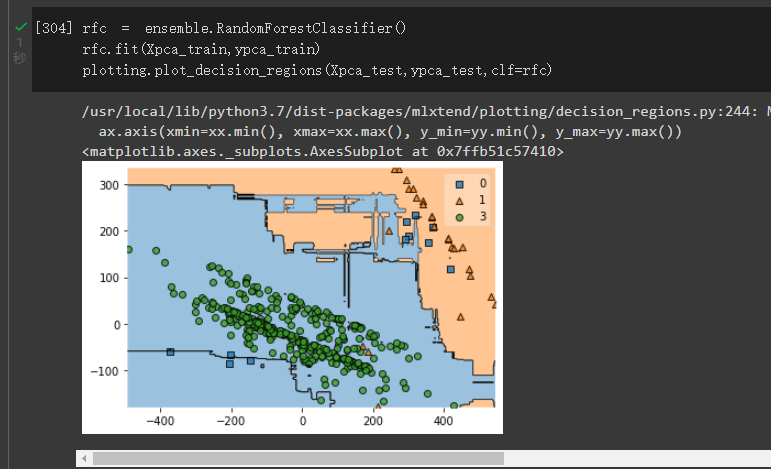 [304] rfc = ensemble.RandomForestClassifier()
1
秒
rfc.fit(Xpca_train,ypca_train)
plotting.plot_decision_regions(Xpca_test,ypca_test,clf=rfc)
/usr/local/lib/python3.7/dist-packages/mlxtend/plotting/decision_regions.py:244: M
ax.axis(xmin=xx.min(), xmax=xx.max(), y_min=yy.min(), y_max=yy.max())
<matplotlib.axes._subplots.AxesSubplot at 0x7ffb51c57410>
0
1
3
300
200
100
0
−100
−400
−200
0
200
400